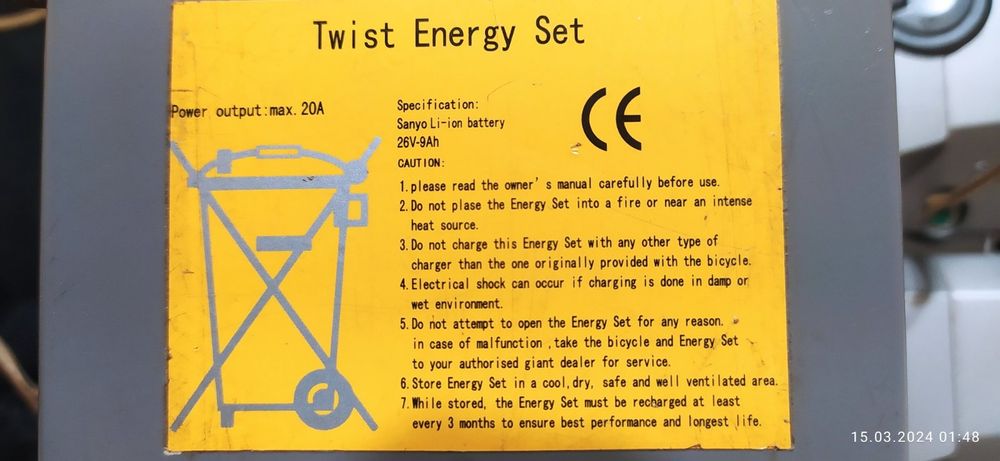 Twist Energy Set
Power output:max. 20A
Specification:
Sanyo Li-ion battery
26V-9Ah
CE
CAUTION:
1. please read the owner's manual carefully before use.
2. Do not plase the Energy Set into a fire or near an intense
heat source.
3. Do not charge this Energy Set with any other type of
charger than the one originally provided with the bicycle.
4. Electrical shock can occur if charging is done in damp or
wet environment.
5. Do not attempt to open the Energy Set for any reason.
in case of malfunction ,take the bicycle and Energy Set
to your authorised giant dealer for service.
6. Store Energy Set in a cool,dry, safe and well ventilated area.
7. While stored, the Energy Set must be recharged at least
every 3 months to ensure best performance and longest life.
15.03.2024 01:48